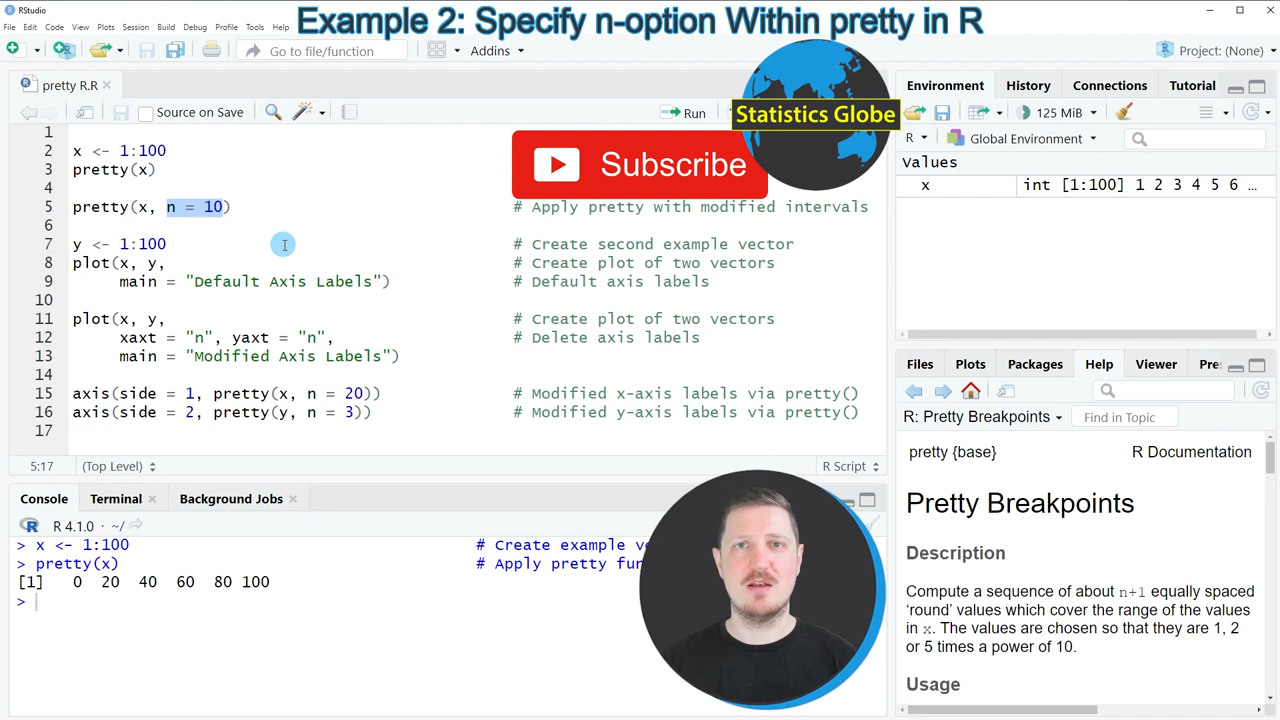 RStudio
Example 2: Specify n-option Within pretty in R
File Edit Code View Plots Session Build Debug Profile Tools Help
Go to file/function
Addins
Project: (None)
pretty R.R
Source on Save
Run
Statistics Globe
Subscribe
1
2 x <- 1:100
3 pretty(x)
4
5 pretty(x, n = 10) # Apply pretty with modified intervals
6
7 y <- 1:100 # Create second example vector
8 plot(x, y, # Create plot of two vectors
9 main = "Default Axis Labels") # Default axis labels
10
11 plot(x, y, # Create plot of two vectors
12 xaxt = "n", yaxt = "n", # Delete axis labels
13 main = "Modified Axis Labels")
14
15 axis(side = 1, pretty(x, n = 20)) # Modified x-axis labels via pretty()
16 axis(side = 2, pretty(y, n = 3)) # Modified y-axis labels via pretty()
17
5:17 (Top Level) R Script
Console Terminal Background Jobs
R 4.1.0 · ~/
> x <- 1:100 # Create example
> pretty(x) # Apply pretty
[1] 0 20 40 60 80 100
>
Environment History Connections Tutorial
125 MiB
R Global Environment
Values
x int [1:100] 1 2 3 4 5 6 ...
Files Plots Packages Help Viewer
R: Pretty Breakpoints Find in Topic
pretty {base} R Documentation
Pretty Breakpoints
Description
Compute a sequence of about n+1 equally spaced
‘round’ values which cover the range of the values
in x. The values are chosen so that they are 1, 2
or 5 times a power of 10.
Usage